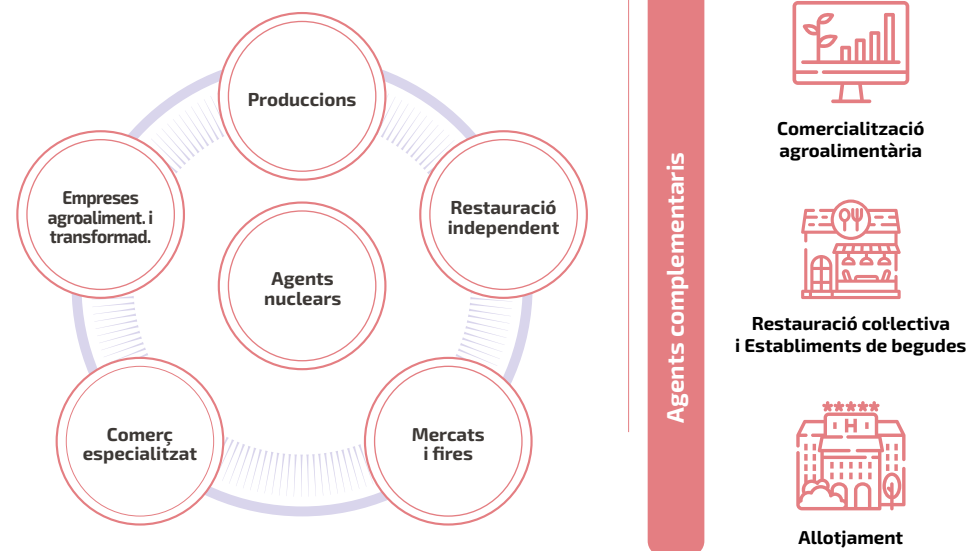 Produccions
Empreses
agroaliment. i
transformad.
Restauració
independent
Agents
nuclears
Comerç
especialitzat
Mercats
i fires
Agents complementaris
Comercialització
agroalimentària
Restauració col·lectiva
i Establiments de begudes
H
Allotjament